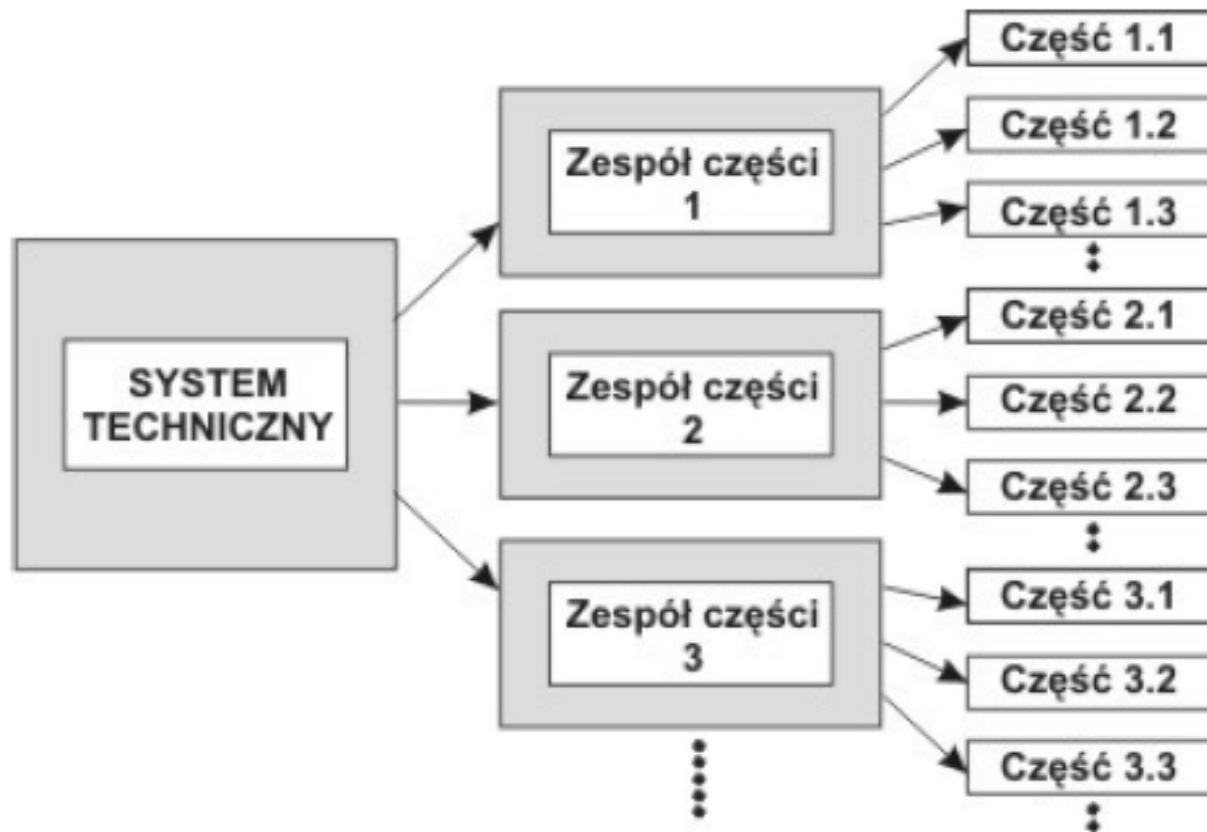 SYSTEM
TECHNICZNY
Zespół części
1
Część 1.1
Część 1.2
Część 1.3
Zespół części
2
Część 2.1
Część 2.2
Część 2.3
Zespół części
3
Część 3.1
Część 3.2
Część 3.3